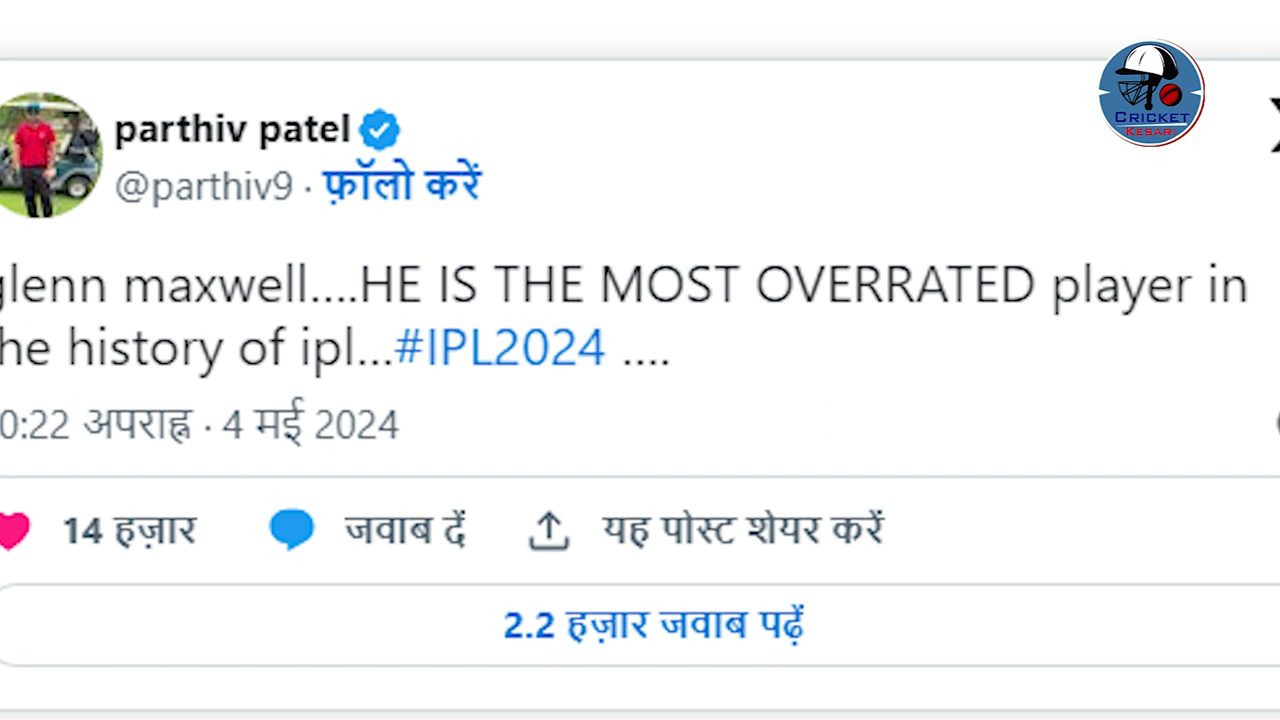 parthiv patel
@parthiv9 · फ़ॉलो करें
glenn maxwell....HE IS THE MOST OVERRATED player in
he history of ipl...#IPL2024 ....
0:22 अपराह्न · 4 मई 2024
14 हज़ार जवाब दें यह पोस्ट शेयर करें
2.2 हज़ार जवाब पढ़ें
CRICKET
KESARI